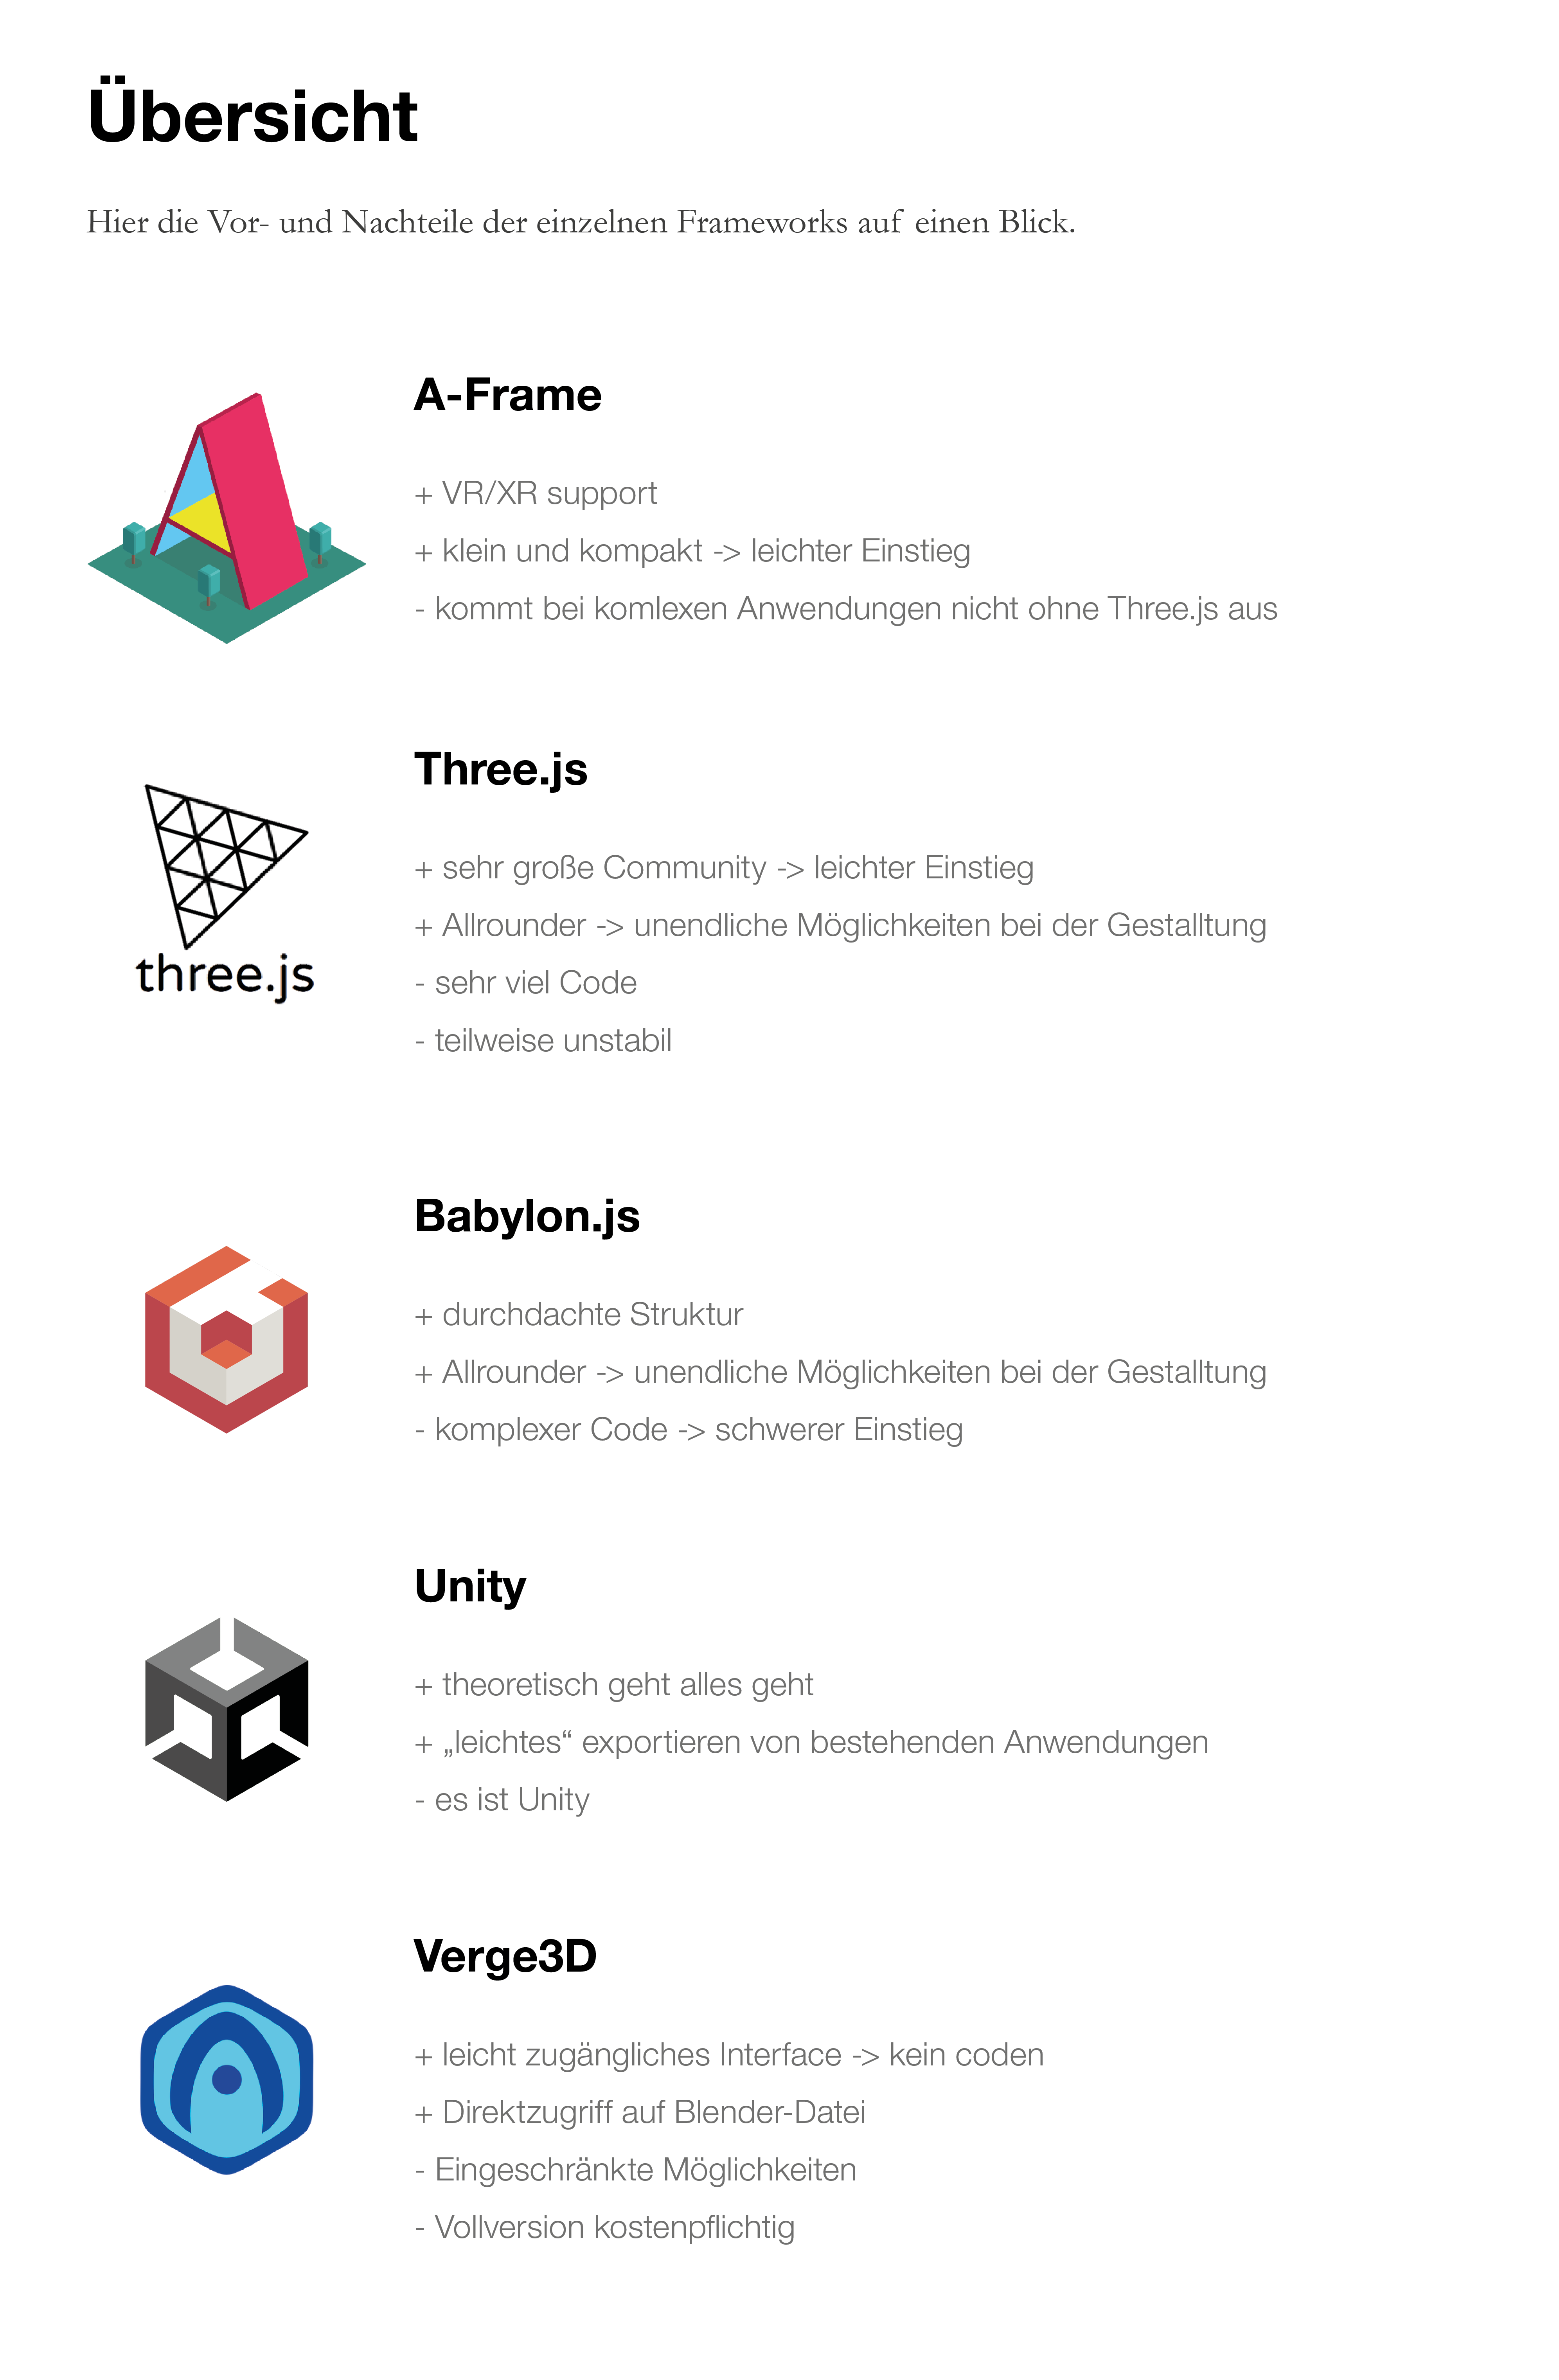 Übersicht
Hier die Vor- und Nachteile der einzelnen Frameworks auf einen Blick.
A-Frame
+ VR/XR support
+ klein und kompakt -> leichter Einstieg
- kommt bei komlexen Anwendungen nicht ohne Three.js aus
Three.js
three.js
+ sehr große Community -> leichter Einstieg
+ Allrounder -> unendliche Möglichkeiten bei der Gestalltung
- sehr viel Code
- teilweise unstabil
Babylon.js
+ durchdachte Struktur
+ Allrounder -> unendliche Möglichkeiten bei der Gestalltung
- komplexer Code -> schwerer Einstieg
Unity
+ theoretisch geht alles geht
+ „leichtes“ exportieren von bestehenden Anwendungen
- es ist Unity
Verge3D
+ leicht zugängliches Interface -> kein coden
+ Direktzugriff auf Blender-Datei
- Eingeschränkte Möglichkeiten
- Vollversion kostenpflichtig